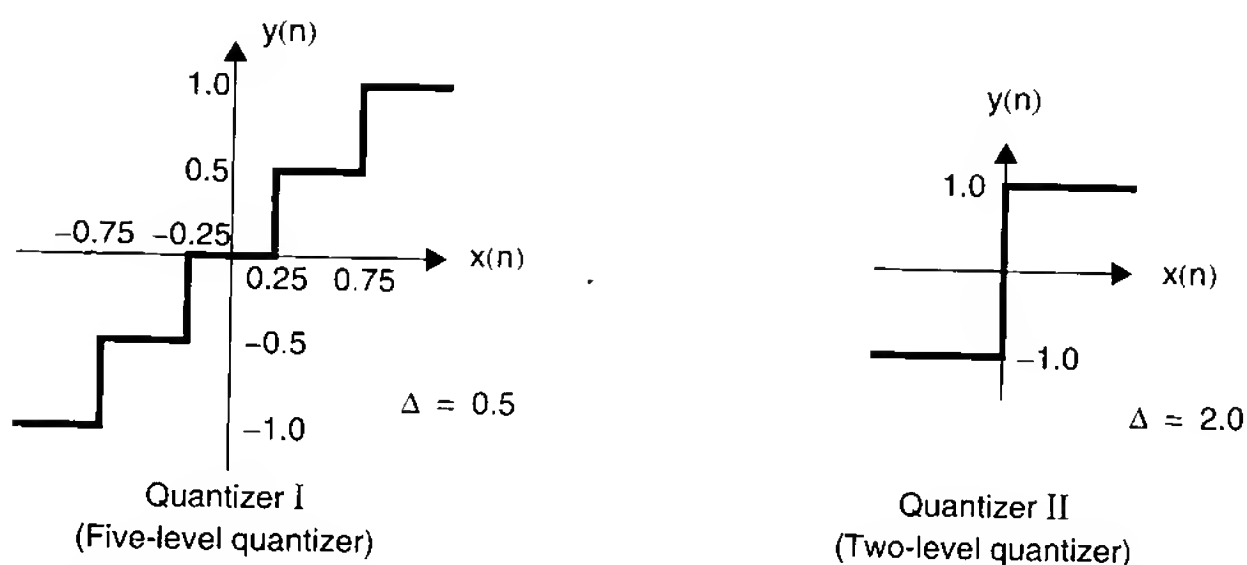 y(n)
1.0
0.5
−0.75 −0.25
0.25 0.75
x(n)
−0.5
−1.0
Δ = 0.5
Quantizer I
(Five-level quantizer)
y(n)
1.0
x(n)
−1.0
Δ = 2.0
Quantizer II
(Two-level quantizer)